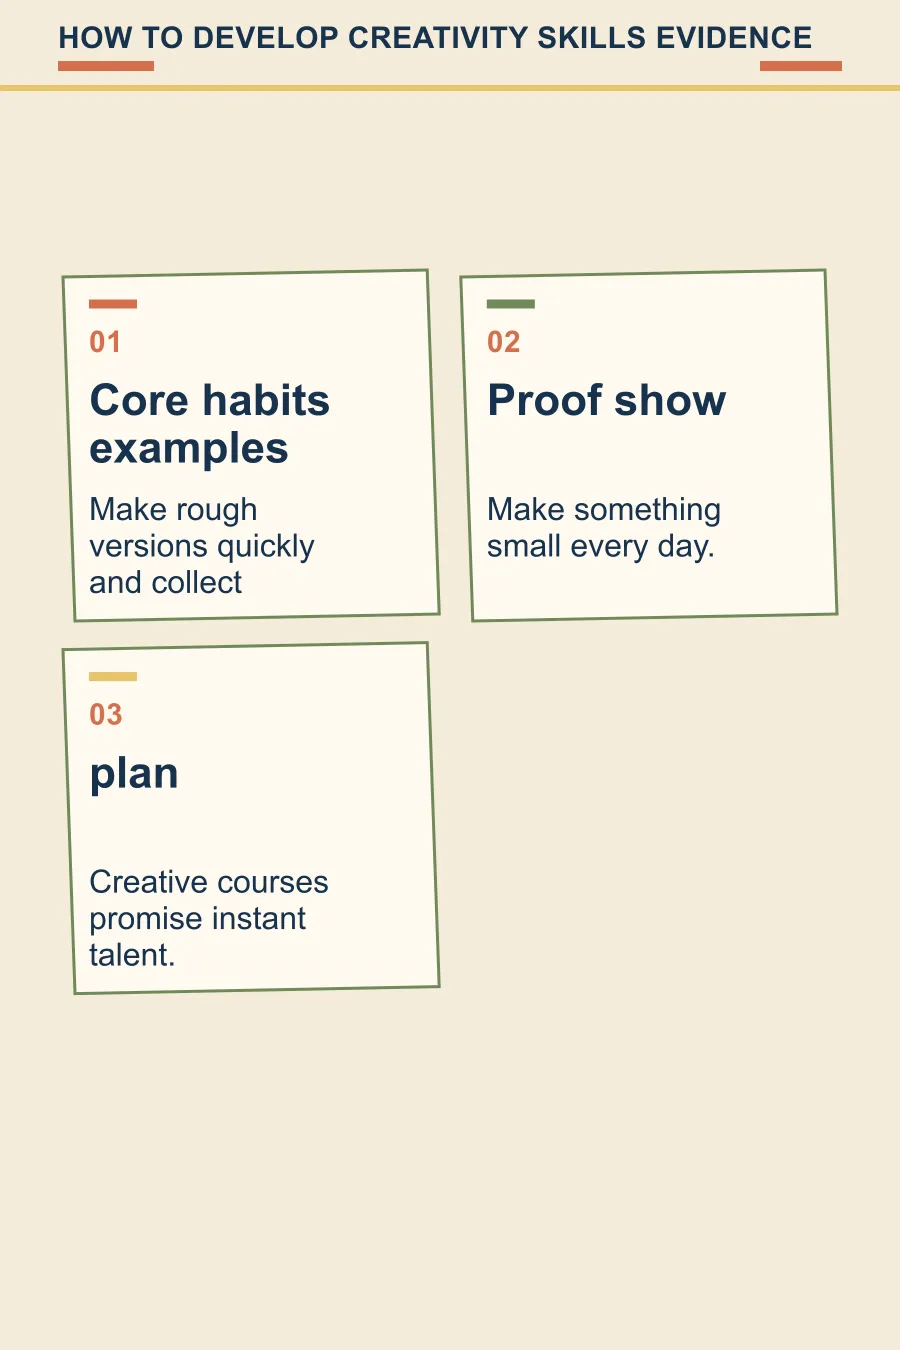 HOW TO DEVELOP CREATIVITY SKILLS EVIDENCE
01
Core habits
examples
Make rough
versions quickly
and collect
02
Proof show
Make something
small every day.
03
plan
Creative courses
promise instant
talent.